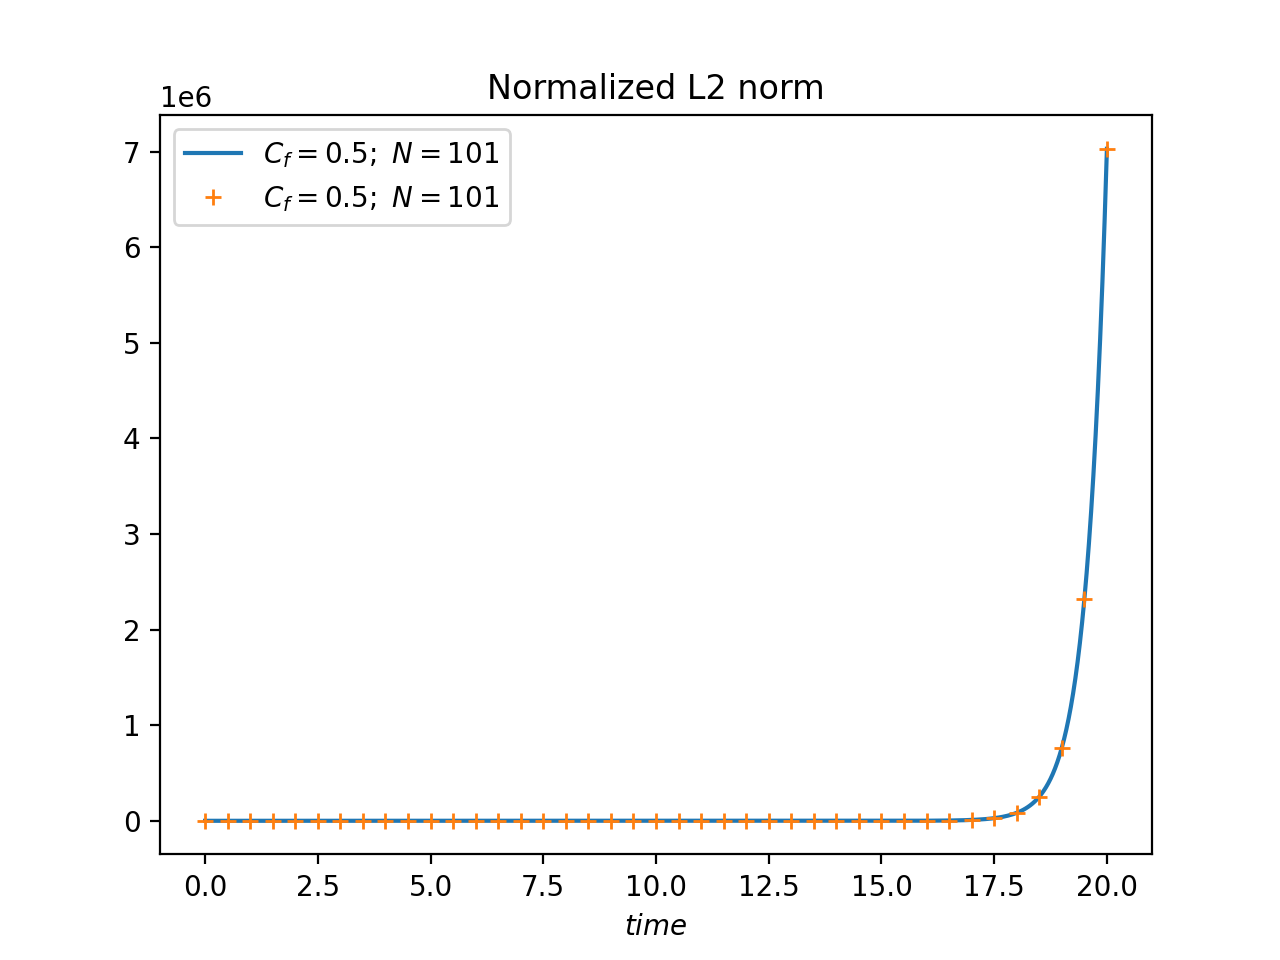 Normalized L2 norm
1e6
7
6
5
4
3
2
1
0
C_f = 0.5; N = 101
C_f = 0.5; N = 101
0.0 2.5 5.0 7.5 10.0 12.5 15.0 17.5 20.0
time